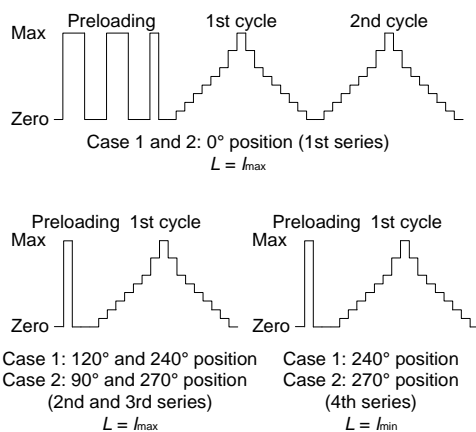 Preloading 1st cycle 2nd cycle
Max
Zero
Case 1 and 2: 0° position (1st series)
L = lmax
Preloading 1st cycle
Max
Zero
Case 1: 120° and 240° position
Case 2: 90° and 270° position
(2nd and 3rd series)
L = lmax
Preloading 1st cycle
Max
Zero
Case 1: 240° position
Case 2: 270° position
(4th series)
L = lmin